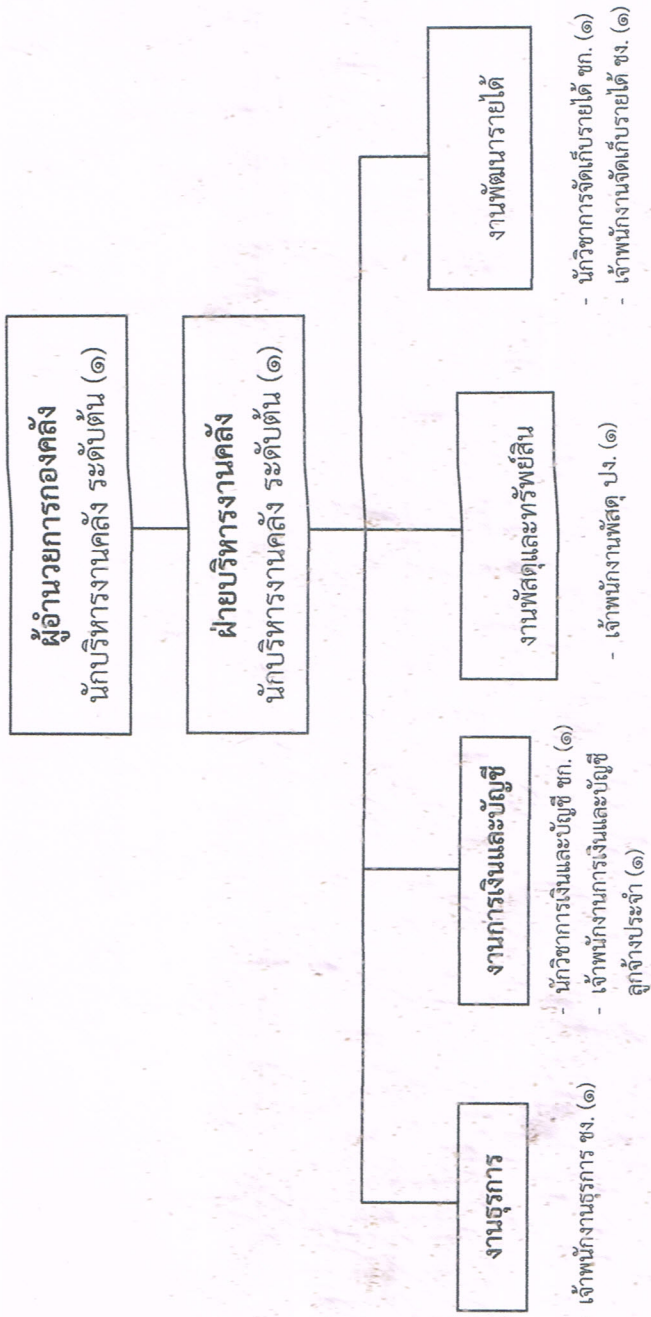 ผู้อำนวยการกองคลัง
นักบริหารงานคลัง ระดับต้น (๑)
ฝ่ายบริหารงานคลัง
นักบริหารงานคลัง ระดับต้น (๑)
งานธุรการ
เจ้าพนักงานธุรการ ชง. (๑)
งานการเงินและบัญชี
- นักวิชาการเงินและบัญชี ชก. (๑)
- เจ้าพนักงานการเงินและบัญชี
ลูกจ้างประจำ (๑)
งานพัสดุและทรัพย์สิน
- เจ้าพนักงานพัสดุ ปง. (๑)
งานพัฒนารายได้
- นักวิชาการจัดเก็บรายได้ ชก. (๑)
- เจ้าพนักงานจัดเก็บรายได้ ชง. (๑)